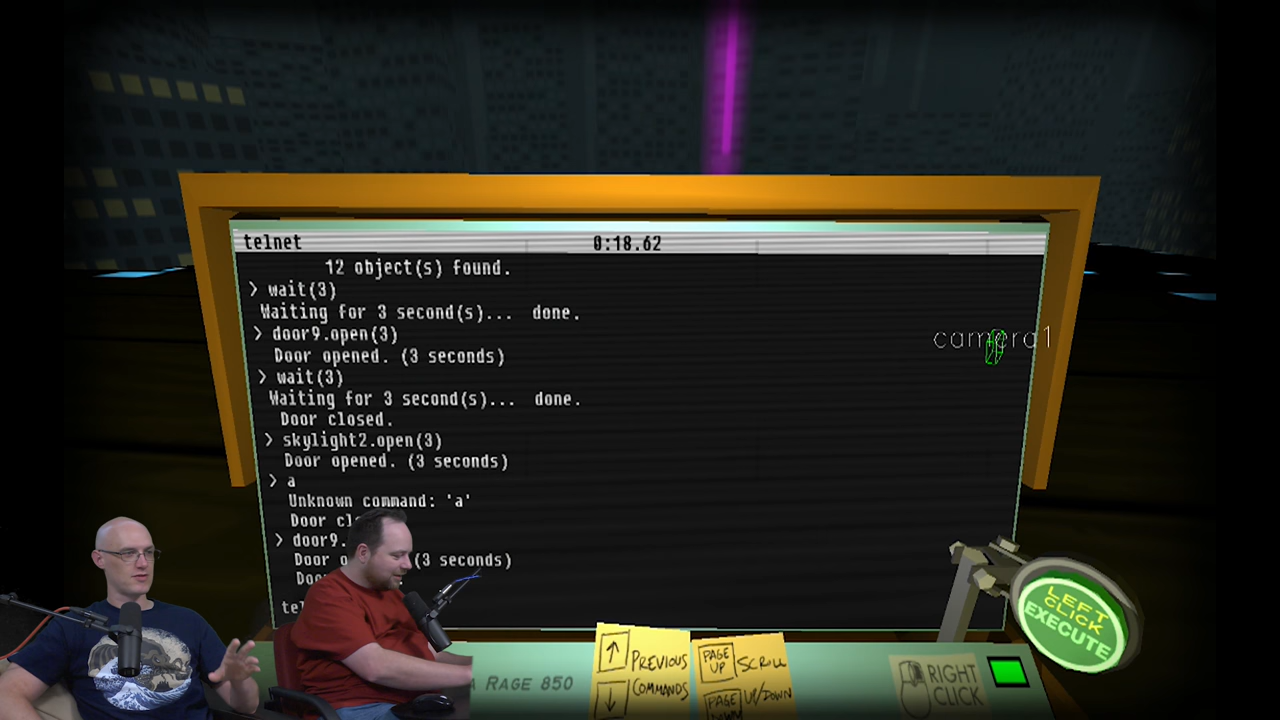 telnet 0:18.62
12 object(s) found.
> wait(3)
Waiting for 3 second(s)... done.
> door9.open(3)
Door opened. (3 seconds)
> wait(3)
Waiting for 3 second(s)... done.
Door closed.
> skylight2.open(3)
Door opened. (3 seconds)
> a
Unknown command: 'a'
Door
> door9.
Door (3 seconds)
camera1
LEFT
CLICK
EXECUTE
RAGE 850
↑ PREVIOUS
↓ COMMANDS
PAGE UP SCROLL
PAGE DOWN UP/DOWN
RIGHT
CLICK